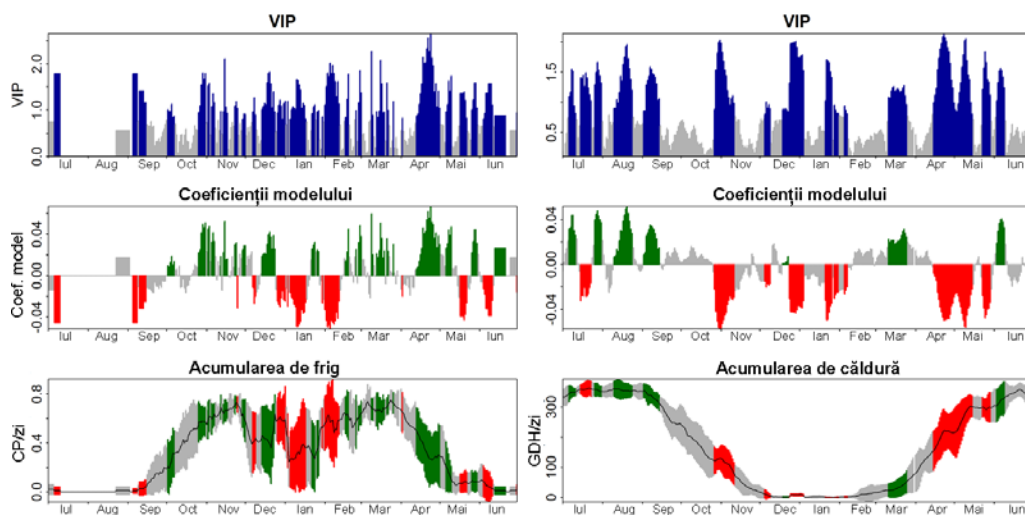 VIP
VIP
0.0 1.0 2.0
Iul Aug Sep Oct Nov Dec Ian Feb Mar Apr Mai Iun
VIP
0.5 1.5
Iul Aug Sep Oct Nov Dec Ian Feb Mar Apr Mai Iun
Coeficienții modelului
Coef. model
-0.04 0.00 0.04
Iul Aug Sep Oct Nov Dec Ian Feb Mar Apr Mai Iun
Coeficienții modelului
-0.04 0.00 0.04
Iul Aug Sep Oct Nov Dec Ian Feb Mar Apr Mai Iun
Acumularea de frig
CP/zi
0.0 0.4 0.8
Iul Aug Sep Oct Nov Dec Ian Feb Mar Apr Mai Iun
Acumularea de căldură
GDH/zi
0 100 300
Iul Aug Sep Oct Nov Dec Ian Feb Mar Apr Mai Iun